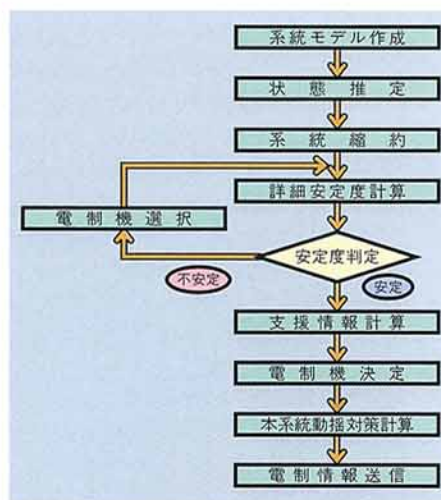 系統モデル作成
状態推定
系統縮約
詳細安定度計算
電制機選択
安定度判定
不安定
安定
支援情報計算
電制機決定
本系統動揺対策計算
電制情報送信